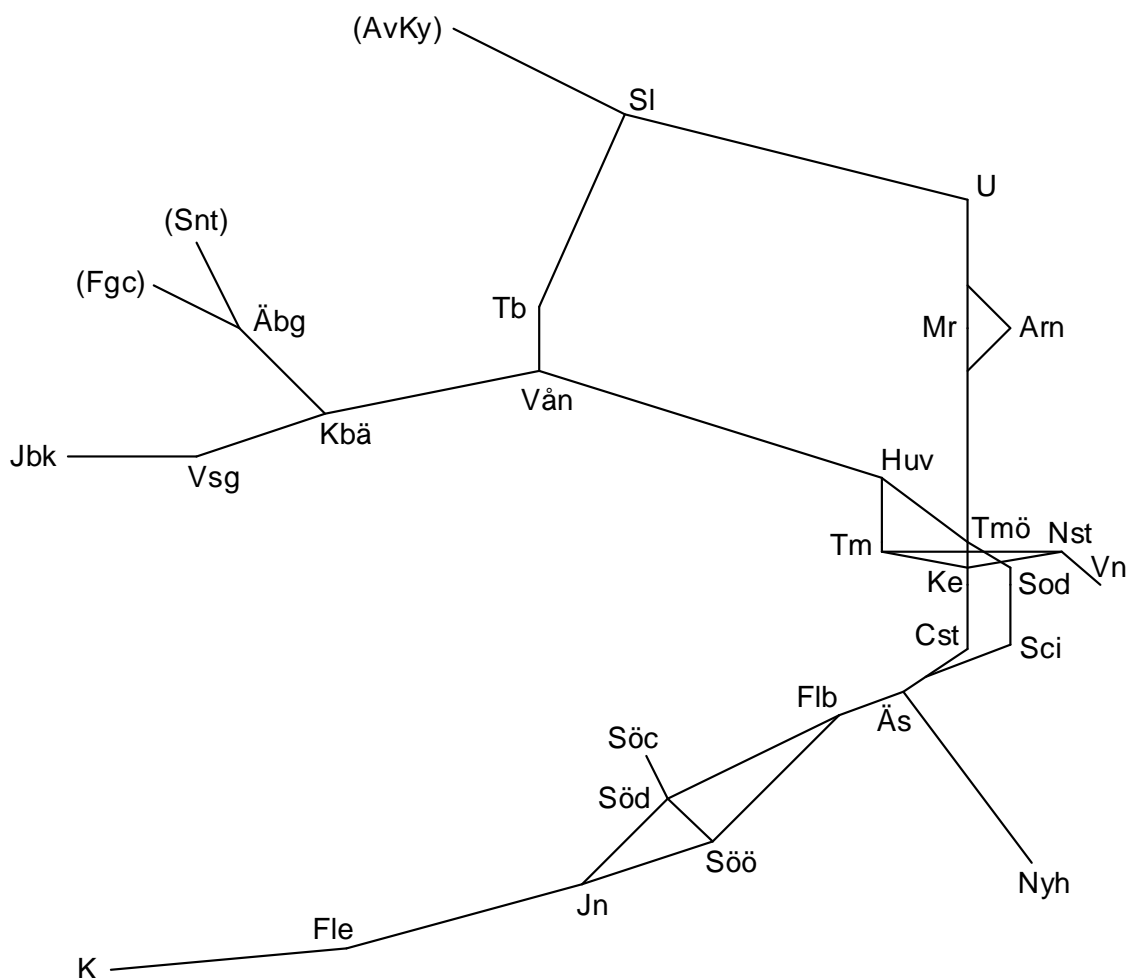 (AvKy)
Sl
U
(Snt)
(Fgc)
Äbg
Tb
Mr
Arn
Vån
Kbä
Jbk
Vsg
Huv
Tmö
Nst
Tm
Vn
Ke
Sod
Cst
Sci
Flb
Äs
Söc
Söd
Söö
Nyh
Jn
Fle
K